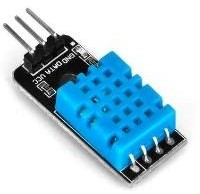 GND DATA VCC